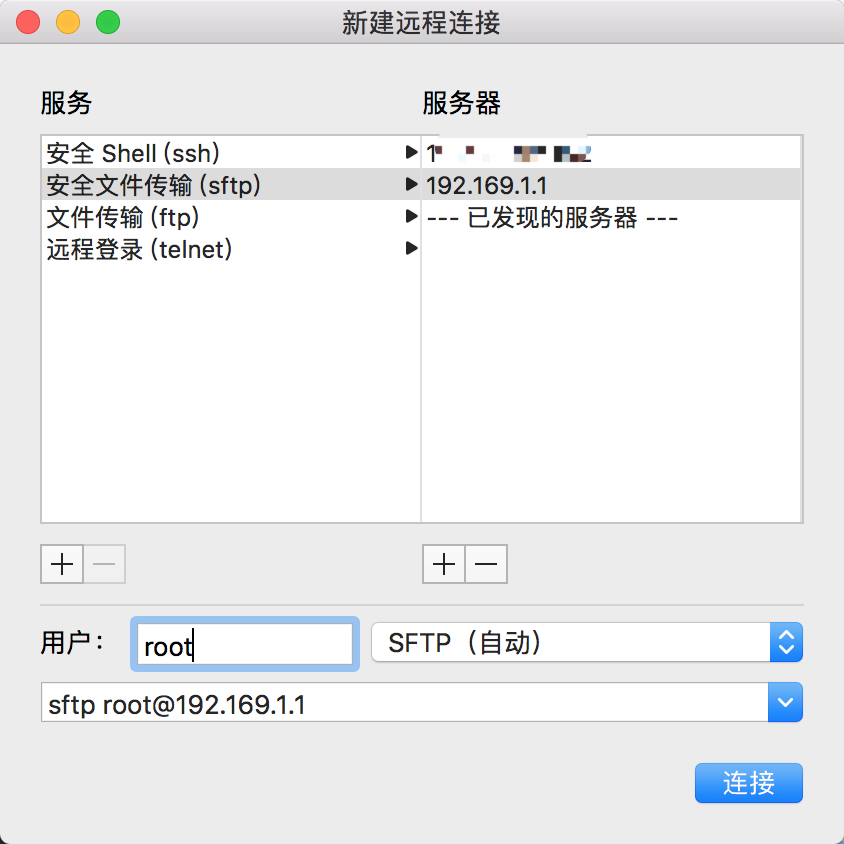 新建远程连接
服务
服务器
安全 Shell (ssh)
安全文件传输 (sftp)
192.169.1.1
文件传输 (ftp)
--- 已发现的服务器 ---
远程登录 (telnet)
用户：
root
SFTP（自动）
sftp root@192.169.1.1
连接